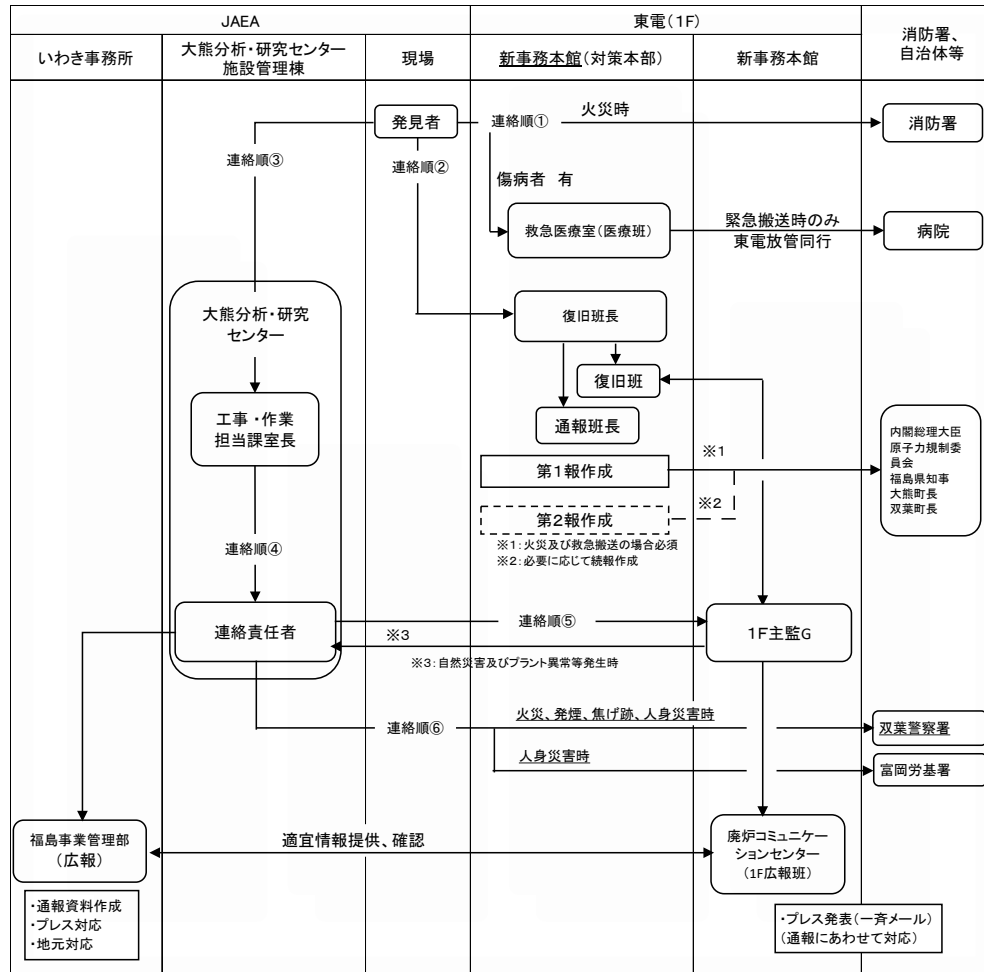 JAEA
東電(1F)
消防署、
自治体等
いわき事務所
大熊分析・研究センター
施設管理棟
現場
新事務本館(対策本部)
新事務本館
発見者
連絡順①
火災時
消防署
連絡順③
連絡順②
傷病者 有
救急医療室(医療班)
緊急搬送時のみ
東電放管同行
病院
大熊分析・研究
センター
復旧班長
復旧班
工事・作業
担当課室長
通報班長
※1
第1報作成
内閣総理大臣
原子力規制委
員会
福島県知事
大熊町長
双葉町長
※2
第2報作成
※1:火災及び救急搬送の場合必須
※2:必要に応じて続報作成
連絡順④
連絡責任者
連絡順⑤
※3
1F主監G
※3:自然災害及びプラント異常等発生時
連絡順⑥
火災、発煙、焦げ跡、人身災害時
双葉警察署
人身災害時
富岡労基署
福島事業管理部
(広報)
適宜情報提供、確認
廃炉コミュニケー
ションセンター
(1F広報班)
・通報資料作成
・プレス対応
・地元対応
・プレス発表(一斉メール)
(通報にあわせて対応)